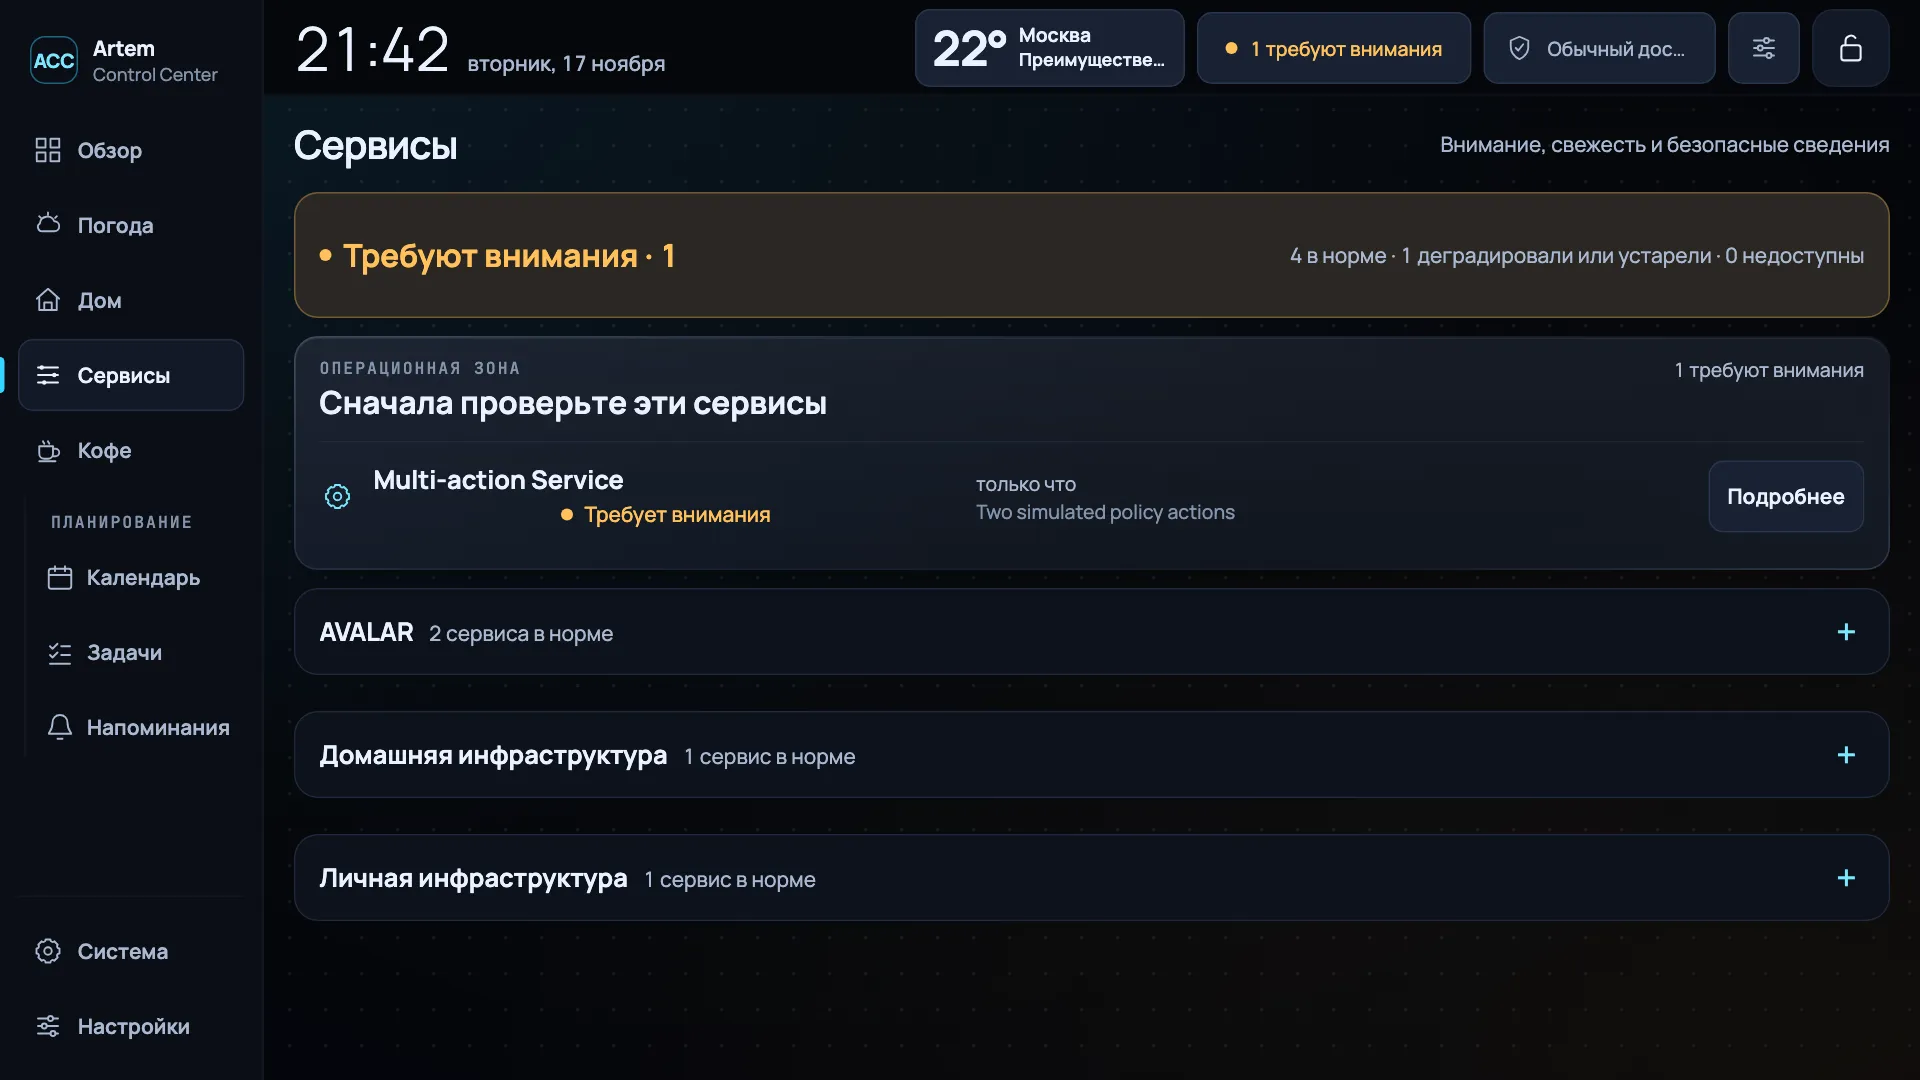 ACC
Artem
Control Center
Обзор
Погода
Дом
Сервисы
Кофе
ПЛАНИРОВАНИЕ
Календарь
Задачи
Напоминания
Система
Настройки
21:42 вторник, 17 ноября
22° Москва
Преимуществе...
1 требуют внимания
Обычный дос...
Сервисы
Внимание, свежесть и безопасные сведения
Требуют внимания · 1
4 в норме · 1 деградировали или устарели · 0 недоступны
ОПЕРАЦИОННАЯ ЗОНА
1 требуют внимания
Сначала проверьте эти сервисы
Multi-action Service
Требует внимания
только что
Two simulated policy actions
Подробнее
AVALAR 2 сервиса в норме +
Домашняя инфраструктура 1 сервис в норме +
Личная инфраструктура 1 сервис в норме +